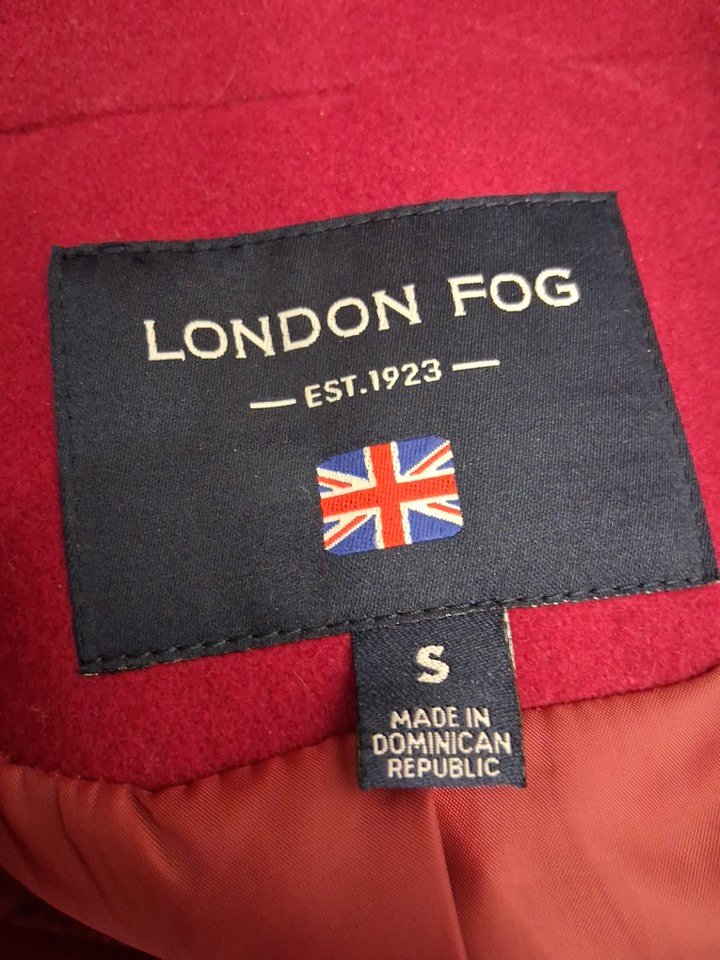 LONDON FOG
— EST.1923 —
S
MADE IN
DOMINICAN
REPUBLIC